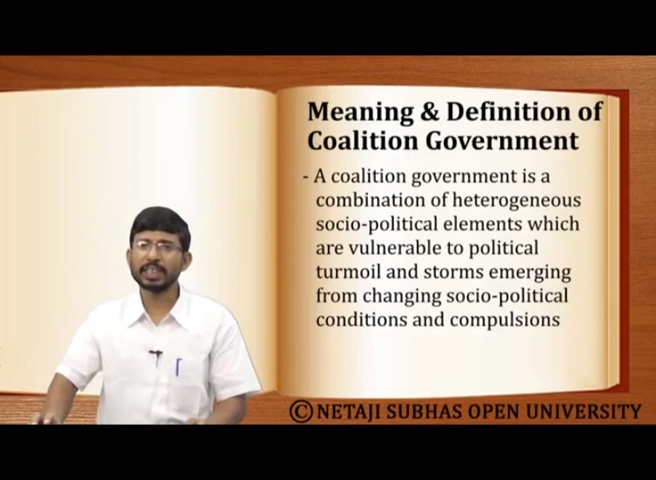 Meaning & Definition of
Coalition Government
- A coalition government is a
combination of heterogeneous
socio-political elements which
are vulnerable to political
turmoil and storms emerging
from changing socio-political
conditions and compulsions
© NETAJI SUBHAS OPEN UNIVERSITY